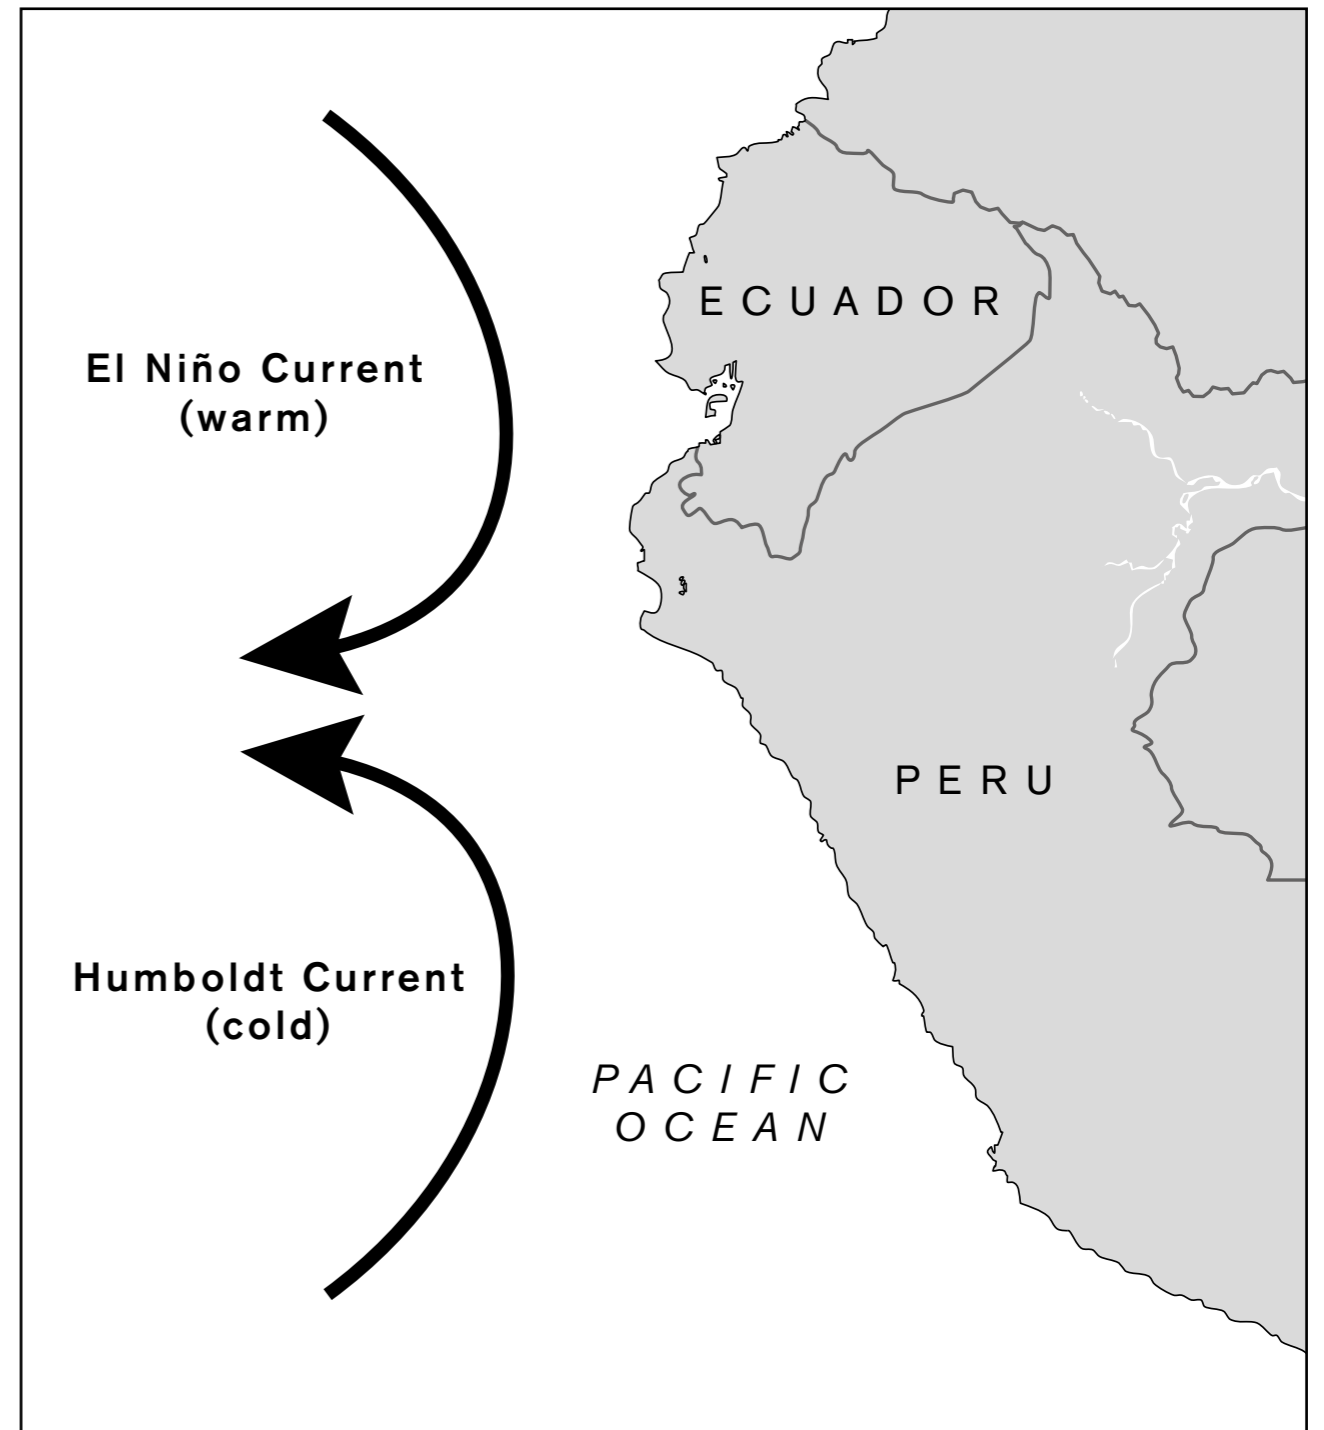 ECUADOR
El Niño Current
(warm)
PERU
Humboldt Current
(cold)
PACIFIC
OCEAN